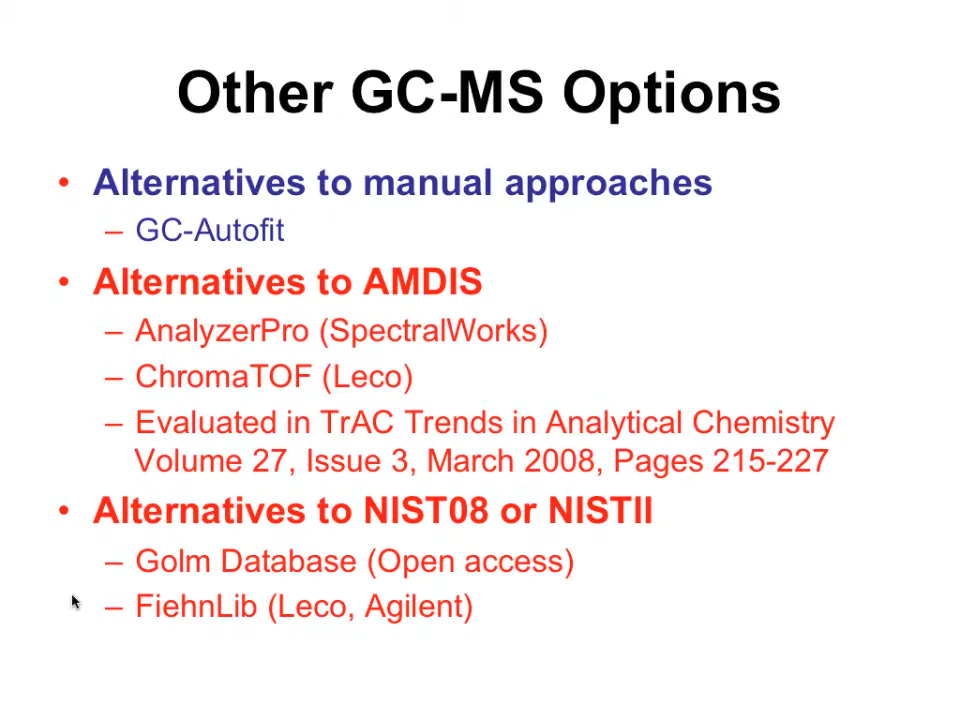 Other GC-MS Options
• Alternatives to manual approaches
– GC-Autofit
• Alternatives to AMDIS
– AnalyzerPro (SpectralWorks)
– ChromaTOF (Leco)
– Evaluated in TrAC Trends in Analytical Chemistry
Volume 27, Issue 3, March 2008, Pages 215-227
• Alternatives to NIST08 or NISTII
– Golm Database (Open access)
– FiehnLib (Leco, Agilent)